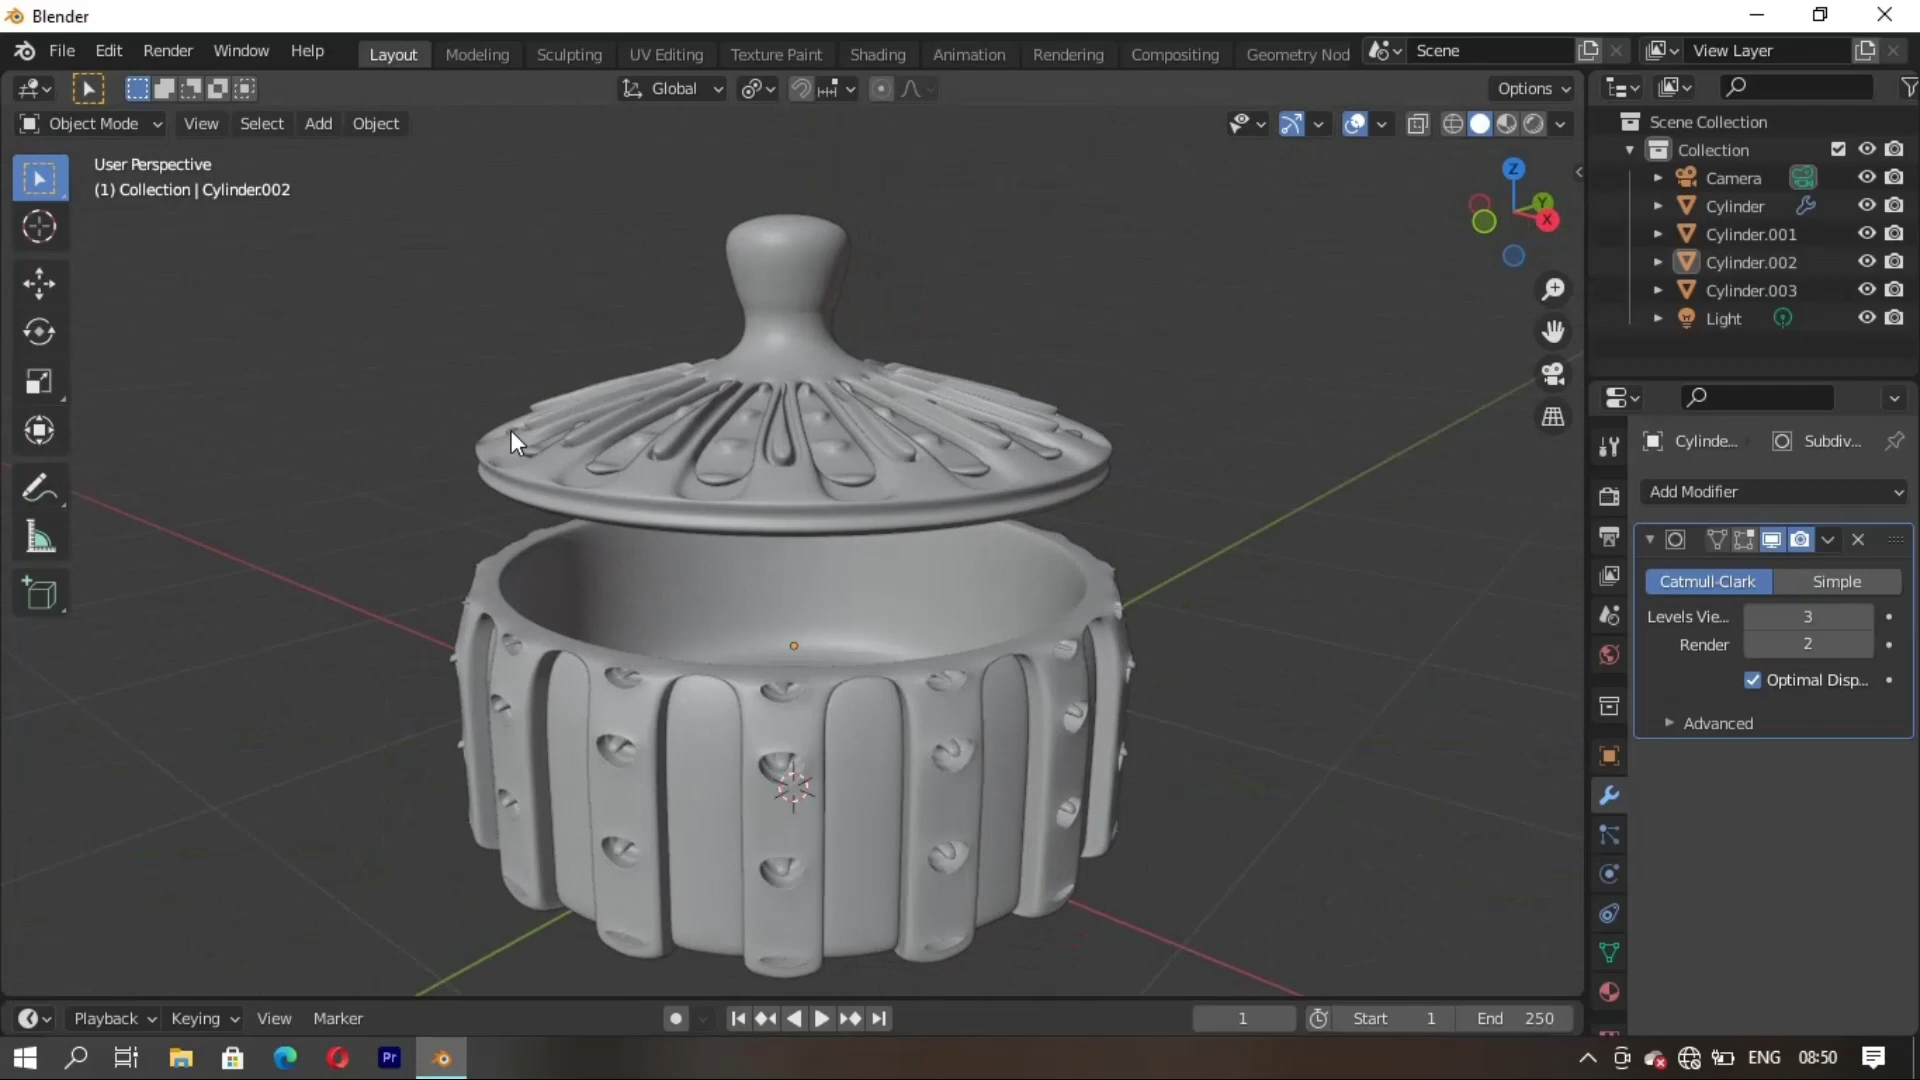 Blender
File Edit Render Window Help Layout Modeling Sculpting UV Editing Texture Paint Shading Animation Rendering Compositing Geometry Nod Scene View Layer
Global Options
Object Mode View Select Add Object
User Perspective
(1) Collection | Cylinder.002
Z
Y
X
Scene Collection
Collection
Camera
Cylinder
Cylinder.001
Cylinder.002
Cylinder.003
Light
Cylinde... Subdiv...
Add Modifier
Catmull-Clark Simple
Levels Vie... 3
Render 2
Optimal Disp...
Advanced
Playback Keying View Marker 1 Start 1 End 250
Pr ENG 08:50